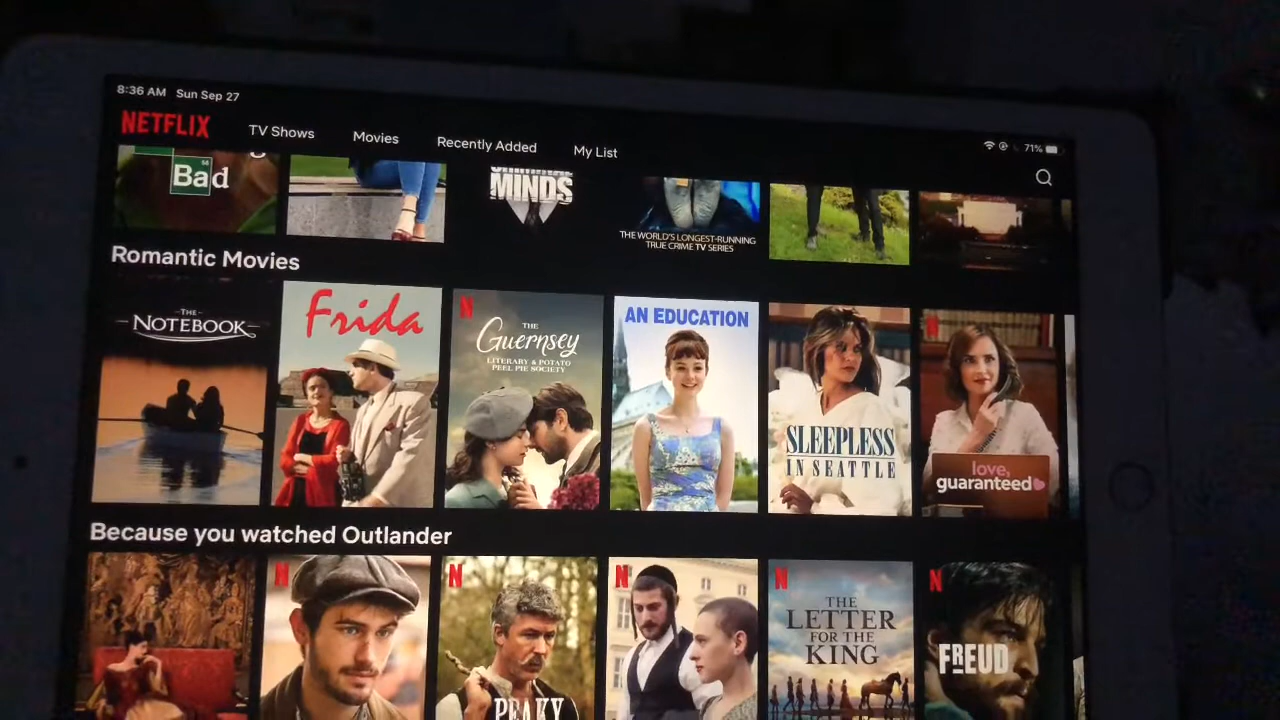 8:36 AM Sun Sep 27
71%
NETFLIX
TV Shows
Movies
Recently Added
My List
Bad
MINDS
THE WORLD'S LONGEST-RUNNING
TRUE CRIME TV SERIES
Romantic Movies
THE
NOTEBOOK
Frida
N
THE
Guernsey
LITERARY & POTATO
PEEL PIE SOCIETY
AN EDUCATION
SLEEPLESS
IN SEATTLE
N
love,
guaranteed
Because you watched Outlander
N
N
PEAKY
N
N
THE
LETTER
FOR THE
KING
N
FREUD